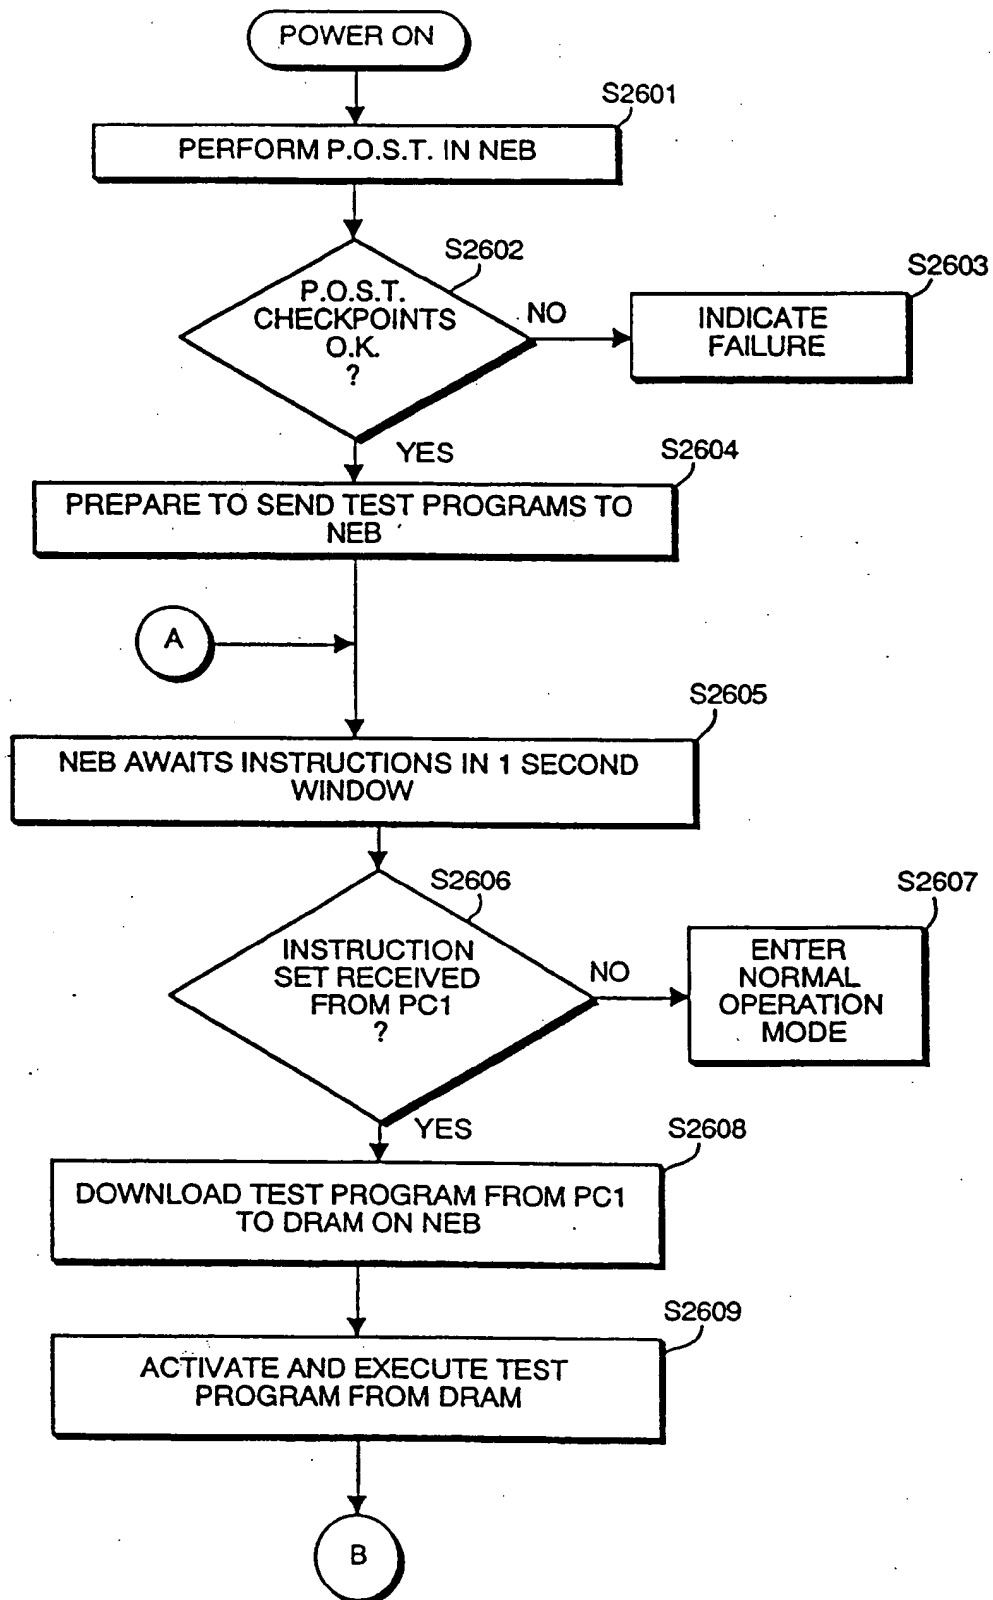 POWER ON
S2601
PERFORM P.O.S.T. IN NEB
S2602
P.O.S.T.
CHECKPOINTS
O.K.
?
NO
S2603
INDICATE
FAILURE
YES
S2604
PREPARE TO SEND TEST PROGRAMS TO
NEB
A
S2605
NEB AWAITS INSTRUCTIONS IN 1 SECOND
WINDOW
S2606
INSTRUCTION
SET RECEIVED
FROM PC1
?
NO
S2607
ENTER
NORMAL
OPERATION
MODE
YES
S2608
DOWNLOAD TEST PROGRAM FROM PC1
TO DRAM ON NEB
S2609
ACTIVATE AND EXECUTE TEST
PROGRAM FROM DRAM
B